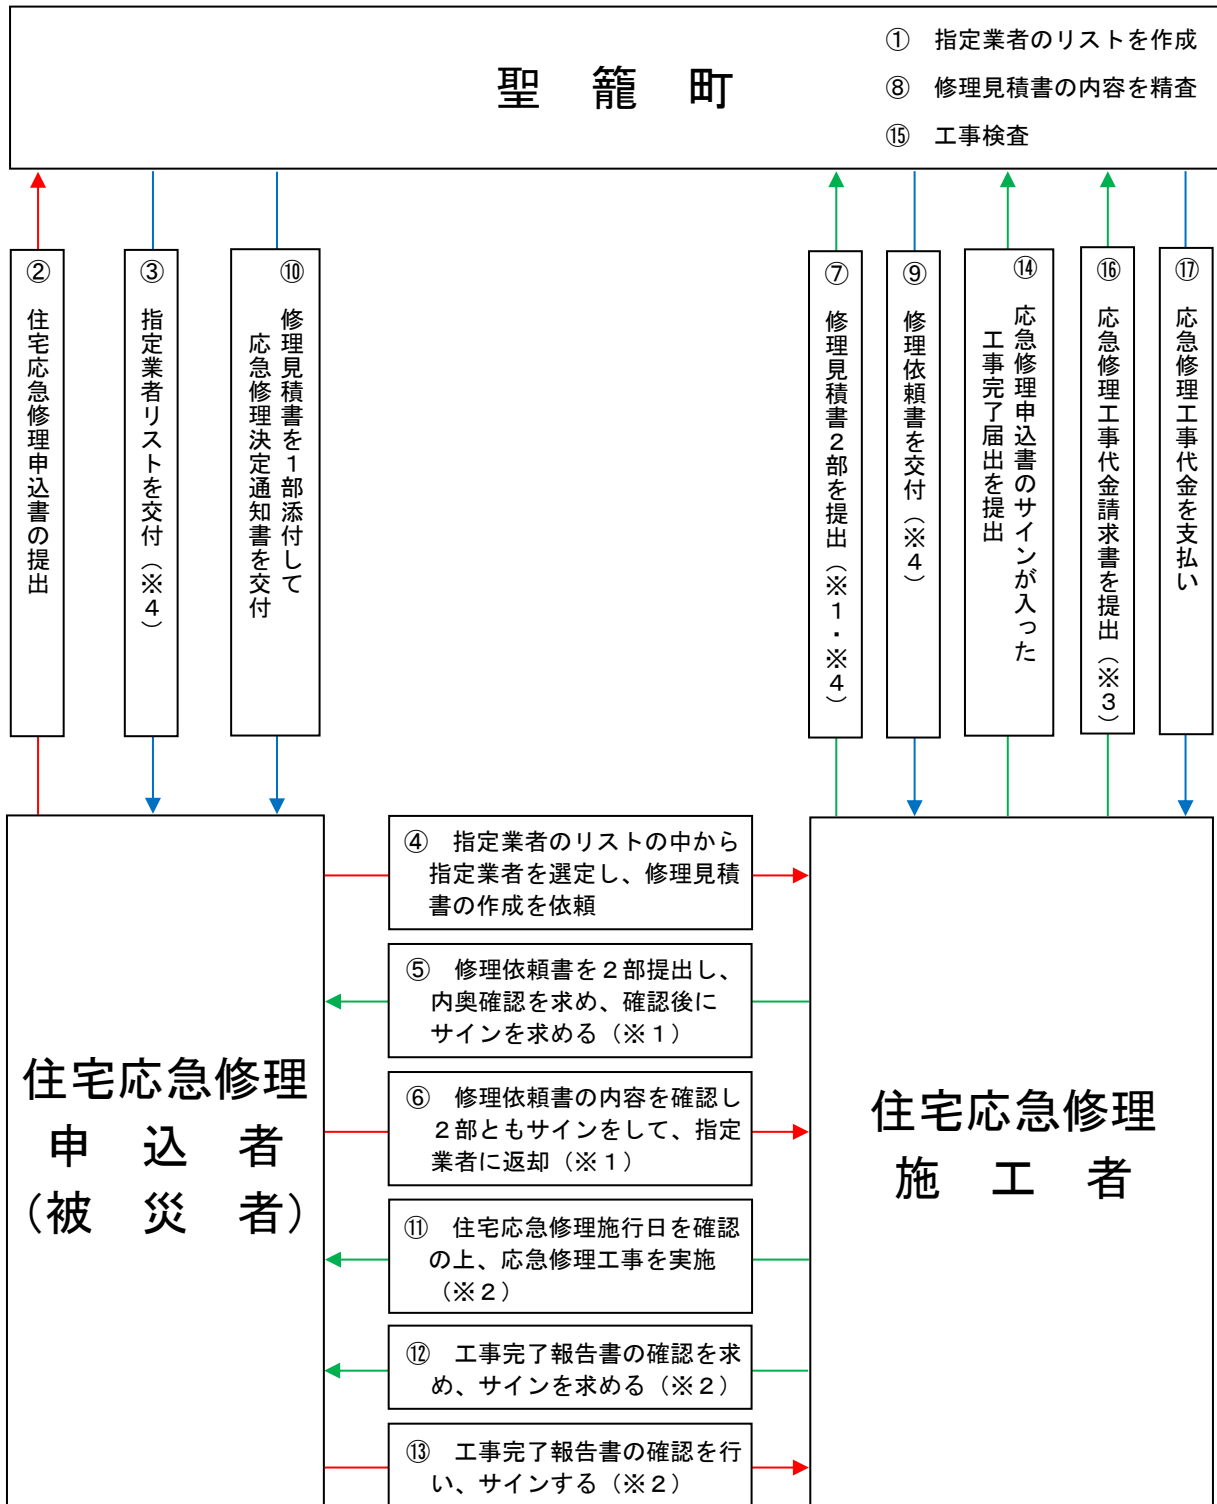 聖　籠　町
①　指定業者のリストを作成
⑧　修理見積書の内容を精査
⑮　工事検査
②　住宅応急修理申込書の提出
③　指定業者リストを交付（※４）
⑩　修理見積書を１部添付して
応急修理決定通知書を交付
⑦　修理見積書２部を提出（※１・※４）
⑨　修理依頼書を交付（※４）
⑭　応急修理申込書のサインが入った
工事完了届出を提出
⑯　応急修理工事代金請求書を提出（※３）
⑰　応急修理工事代金を支払い
④　指定業者のリストの中から
指定業者を選定し、修理見積
書の作成を依頼
⑤　修理依頼書を２部提出し、
内奥確認を求め、確認後に
サインを求める（※１）
⑥　修理依頼書の内容を確認し
２部ともサインをして、指定
業者に返却（※１）
⑪　住宅応急修理施行日を確認
の上、応急修理工事を実施
（※２）
⑫　工事完了報告書の確認を求
め、サインを求める（※２）
⑬　工事完了報告書の確認を行
い、サインする（※２）
住宅応急修理
申　込　者
（被　災　者）
住宅応急修理
施　工　者